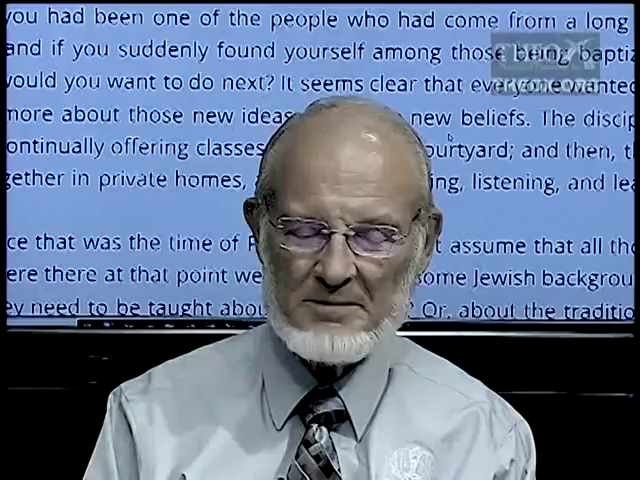 you had been one of the people who had come from a long
and if you suddenly found yourself among those being baptiz
would you want to do next? It seems clear that everyone wanted
more about those new ideas new beliefs. The discip
ontinually offering classes ourtyard; and then, t
gether in private homes, ing, listening, and lea
ce that was the time of t assume that all tho
ere there at that point we some Jewish backgrou
ey need to be taught abou ? Or, about the traditio